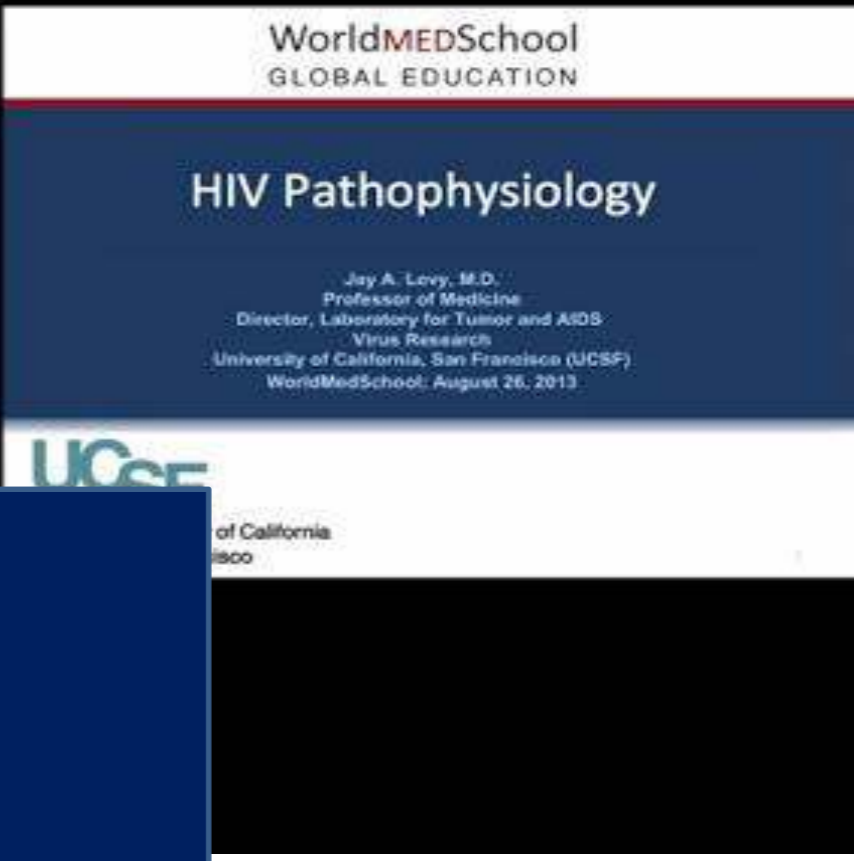 WorldMEDSchool
GLOBAL EDUCATION
HIV Pathophysiology
Jay A. Levy, M.D.
Professor of Medicine
Director, Laboratory for Tumor and AIDS
Virus Research
University of California, San Francisco (UCSF)
WorldMedSchool: August 26, 2013
UCSF
of California